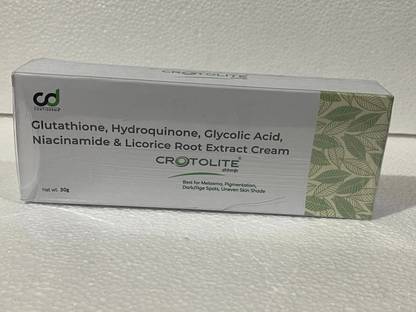 CROTOLITE
cd
Glutathione, Hydroquinone, Glycolic Acid,
Niacinamide & Licorice Root Extract Cream
CROTOLITE®
Best for Melasma, Pigmentation,
Dark/Age Spots, Uneven Skin Shade
Net wt. 30g